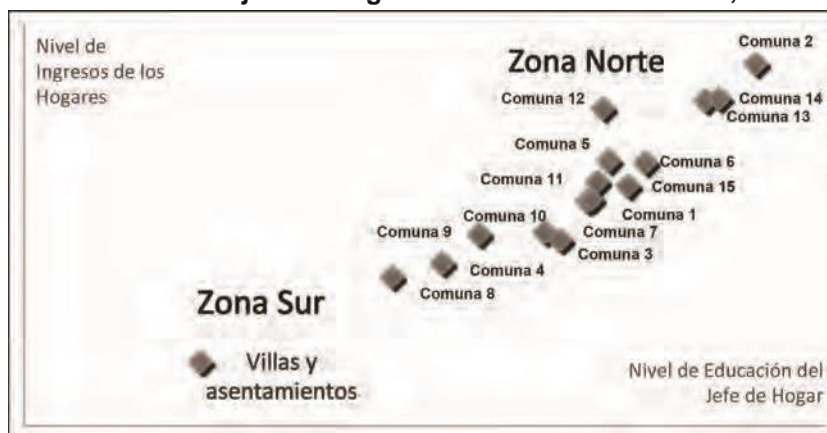 Nivel de
Ingresos de los
Hogares
Zona Norte
Comuna 2
Comuna 12
Comuna 14
Comuna 13
Comuna 5
Comuna 6
Comuna 11
Comuna 15
Comuna 10
Comuna 1
Comuna 9
Comuna 7
Comuna 3
Comuna 4
Comuna 8
Zona Sur
Villas y
asentamientos
Nivel de Educación del
Jefe de Hogar